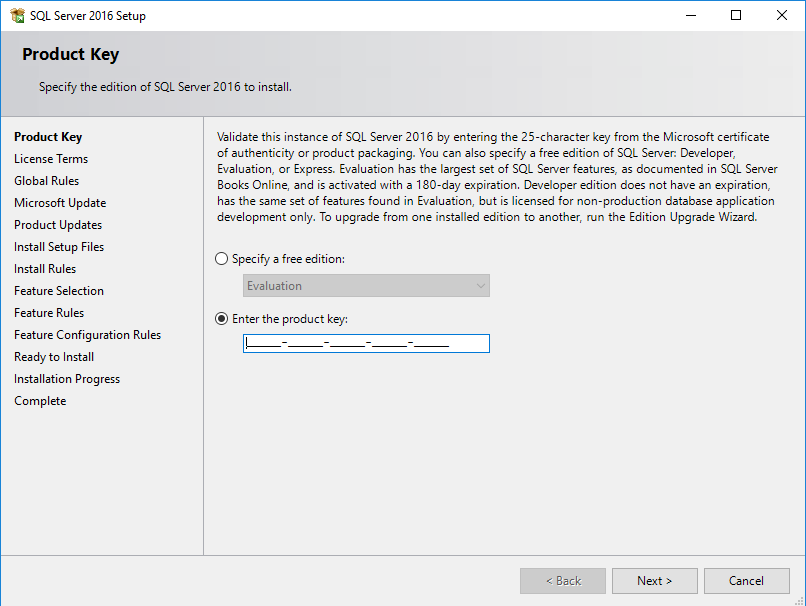 SQL Server 2016 Setup
Product Key
Specify the edition of SQL Server 2016 to install.
Product Key
License Terms
Global Rules
Microsoft Update
Product Updates
Install Setup Files
Install Rules
Feature Selection
Feature Rules
Feature Configuration Rules
Ready to Install
Installation Progress
Complete
Validate this instance of SQL Server 2016 by entering the 25-character key from the Microsoft certificate
of authenticity or product packaging. You can also specify a free edition of SQL Server: Developer,
Evaluation, or Express. Evaluation has the largest set of SQL Server features, as documented in SQL Server
Books Online, and is activated with a 180-day expiration. Developer edition does not have an expiration,
has the same set of features found in Evaluation, but is licensed for non-production database application
development only. To upgrade from one installed edition to another, run the Edition Upgrade Wizard.
Specify a free edition:
Evaluation
Enter the product key:
_____-_____-_____-_____-_____
< Back
Next >
Cancel